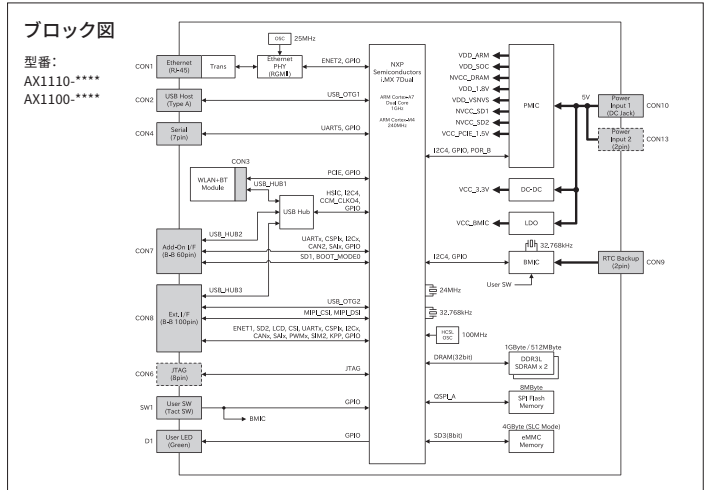 ブロック図
型番：
AX1110-****
AX1100-****
OSC
25MHz
CON1
Ethernet
(RJ-45)
Trans
Ethernet
PHY
(RGMII)
ENET2, GPIO
CON2
USB Host
(Type A)
USB_OTG1
CON4
Serial
(7pin)
UART5, GPIO
CON3
WLAN+BT
Module
PCIE, GPIO
USB_HUB1
HSIC, I2C4,
CCM_CLKO4,
GPIO
USB Hub
USB_HUB2
CON7
Add-On I/F
(B-B 60pin)
UARTx, CSPIx, I2Cx,
CAN2, SAIx, GPIO
SD1, BOOT_MODE0
USB_HUB3
CON8
Ext. I/F
(B-B 100pin)
USB_OTG2
MIPI_CSI, MIPI_DSI
ENET1, SD2, LCD, CSI, UARTx, CSPIx, I2Cx,
CANx, SAIx, PWMx, SIM2, KPP, GPIO
CON6
JTAG
(8pin)
JTAG
SW1
User SW
(Tact SW)
GPIO
BMIC
D1
User LED
(Green)
GPIO
NXP
Semiconductors
i.MX 7Dual
ARM Cortex-A7
Dual Core
1GHz
ARM Cortex-M4
240MHz
VDD_ARM
VDD_SOC
NVCC_DRAM
VDD_1.8V
VDD_VSNVS
NVCC_SD1
NVCC_SD2
VCC_PCIE_1.5V
PMIC
5V
Power
Input 1
(DC Jack)
CON10
Power
Input 2
(2pin)
CON13
I2C4, GPIO, POR_B
VCC_3.3V
DC-DC
VCC_BMIC
LDO
32.768kHz
I2C4, GPIO
BMIC
RTC Backup
(2pin)
CON9
User SW
24MHz
32.768kHz
HCSL
OSC
100MHz
1GByte / 512MByte
DRAM(32bit)
DDR3L
SDRAM x 2
8MByte
QSPI_A
SPI Flash
Memory
4GByte (SLC Mode)
SD3(8bit)
eMMC
Memory